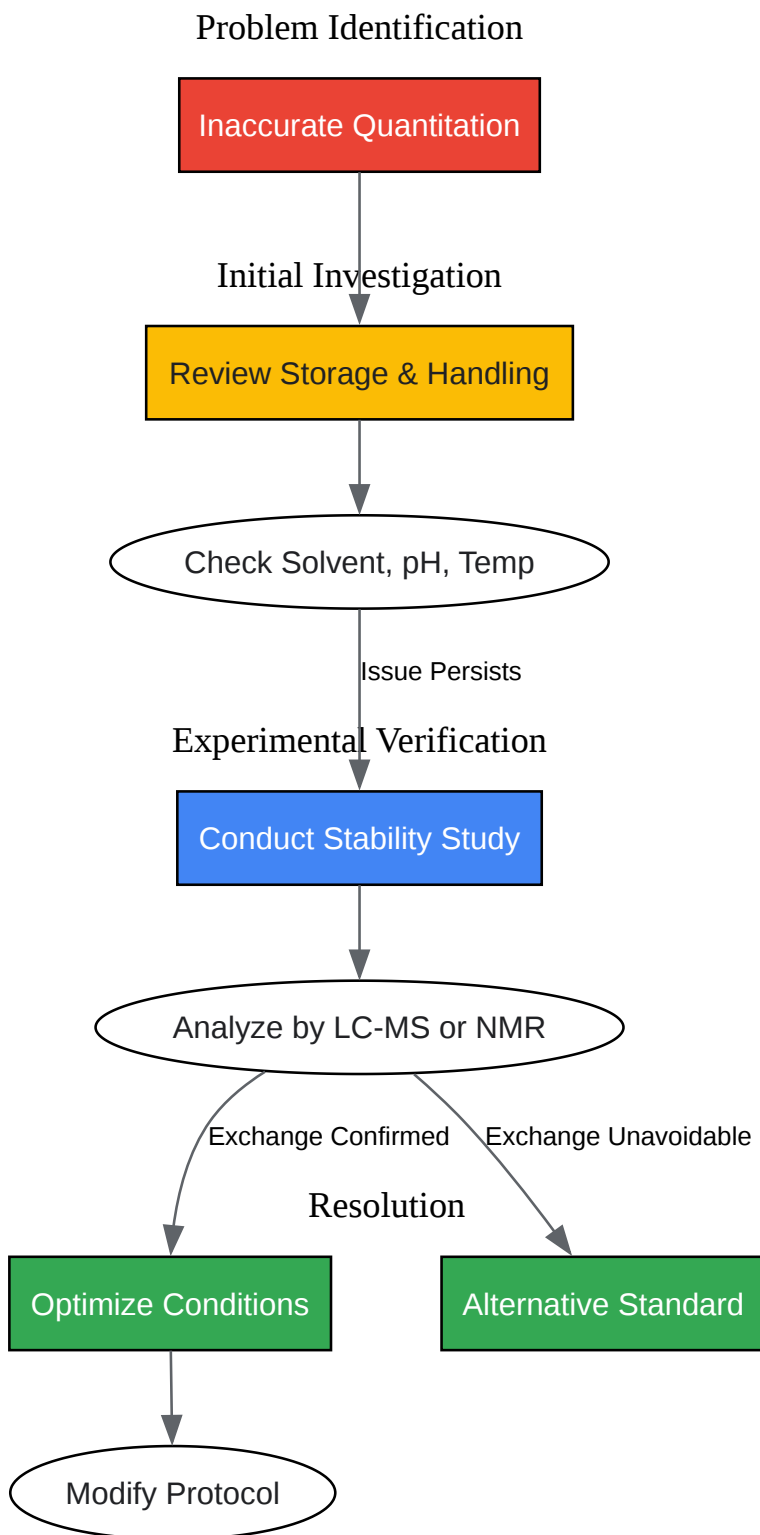 Problem Identification
Inaccurate Quantitation
Initial Investigation
Review Storage & Handling
Check Solvent, pH, Temp
Issue Persists
Experimental Verification
Conduct Stability Study
Analyze by LC-MS or NMR
Exchange Confirmed
Exchange Unavoidable
Resolution
Optimize Conditions
Alternative Standard
Modify Protocol